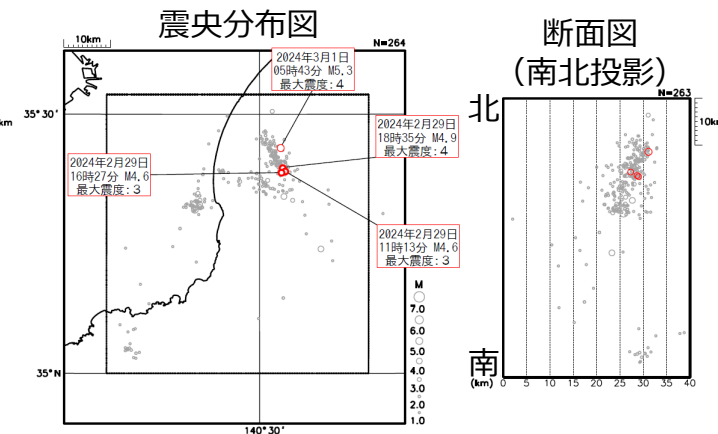 震央分布図
10km
N=264
2024年3月1日
05時43分 M5.3
最大震度:4
35°30'
km
2024年2月29日
18時35分 M4.9
最大震度:4
2024年2月29日
16時27分 M4.6
最大震度:3
2024年2月29日
11時13分 M4.6
最大震度:3
M
7.0
6.0
5.0
4.0
3.0
2.0
1.0
35°N
140°30'
断面図
(南北投影)
N=263
北
10km
南
(km)
0 5 10 15 20 25 30 35 40